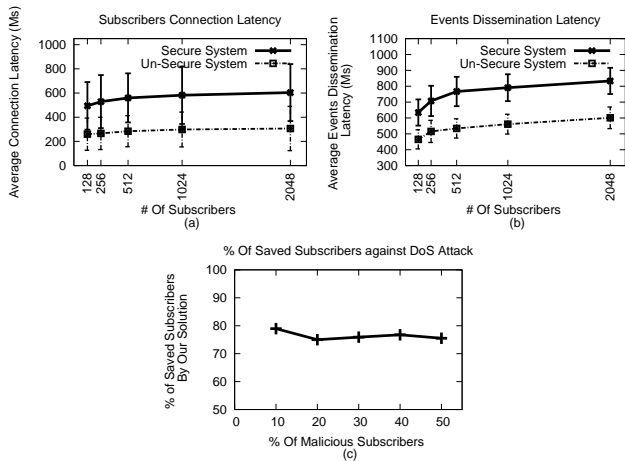 Subscribers Connection Latency
Average Connection Latency (Ms)
1000
800
600
400
200
0
Secure System
Un-Secure System
128
256
512
1024
2048
# Of Subscribers
(a)
Events Dissemination Latency
Average Events Dissemination
Latency (Ms)
1100
1000
900
800
700
600
500
400
300
Secure System
Un-Secure System
128
256
512
1024
2048
# Of Subscribers
(b)
% Of Saved Subscribers against DoS Attack
% of Saved Subscribers
By Our Solution
100
90
80
70
60
50
0
10
20
30
40
50
% Of Malicious Subscribers
(c)